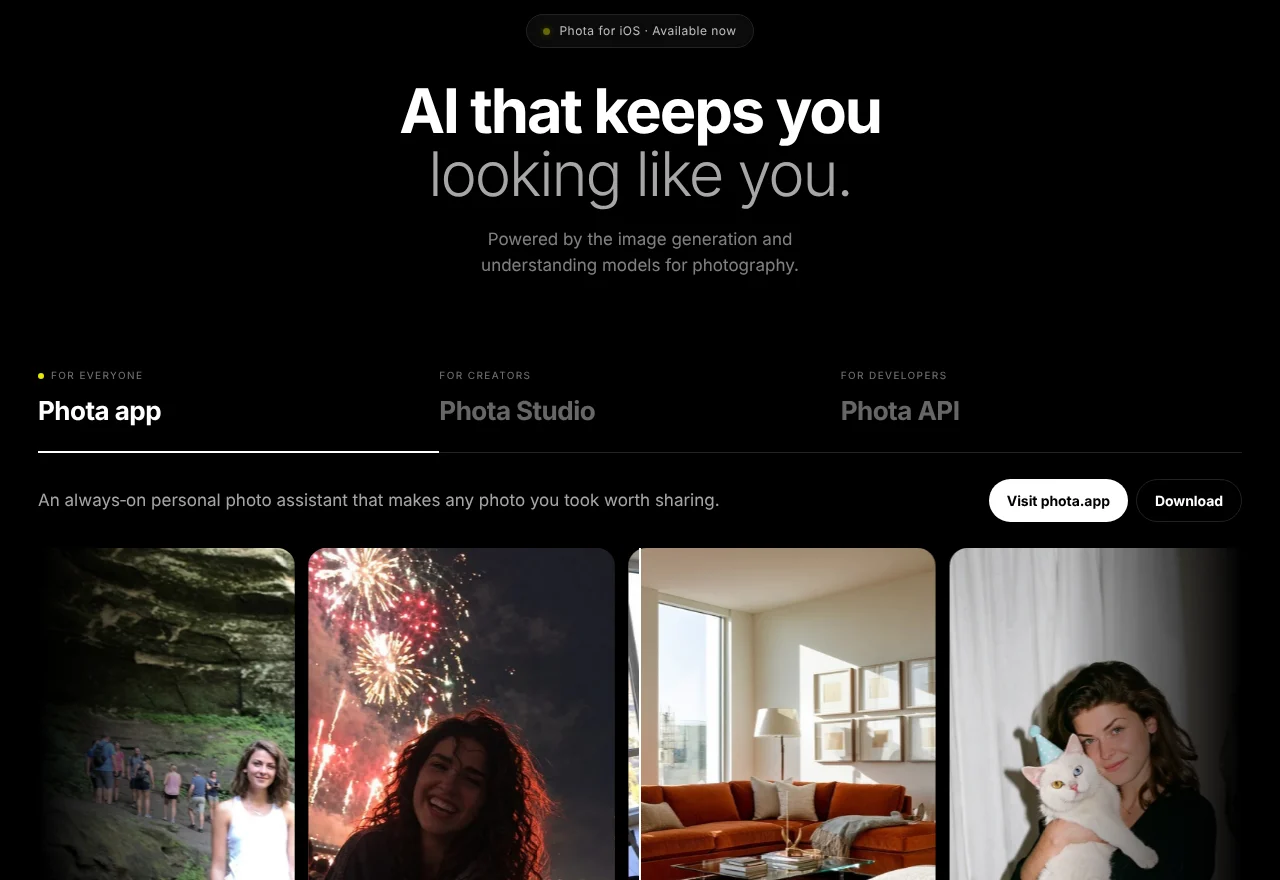 Phota for iOS · Available now
AI that keeps you
looking like you.
Powered by the image generation and
understanding models for photography.
FOR EVERYONE
Phota app
FOR CREATORS
Phota Studio
FOR DEVELOPERS
Phota API
An always-on personal photo assistant that makes any photo you took worth sharing.
Visit phota.app
Download